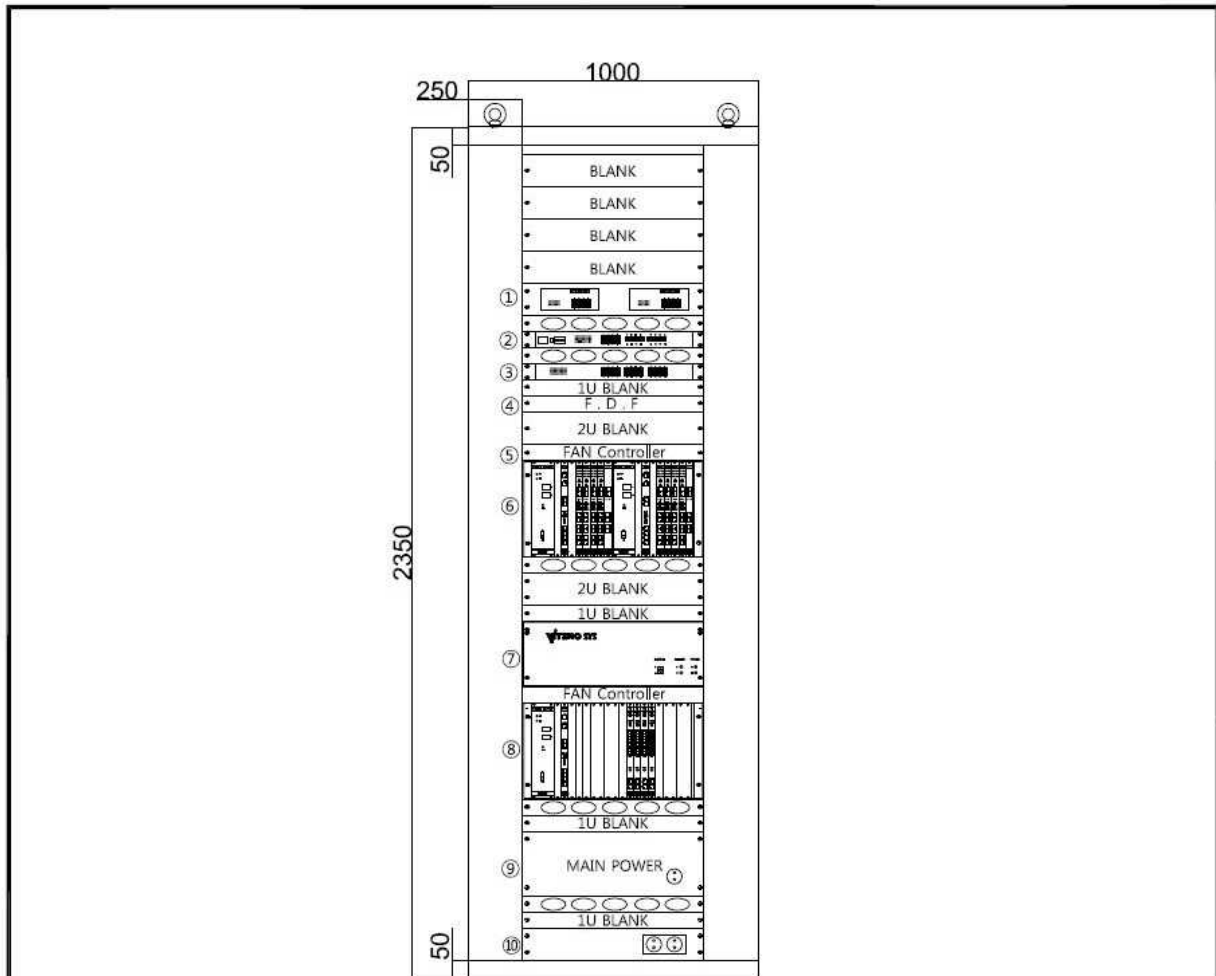 1000
250
50
BLANK
BLANK
BLANK
BLANK
①
②
③
1U BLANK
④ F . D . F
2U BLANK
⑤ FAN Controller
⑥
2350
2U BLANK
1U BLANK
⑦
FAN Controller
⑧
1U BLANK
⑨ MAIN POWER
1U BLANK
50
⑩